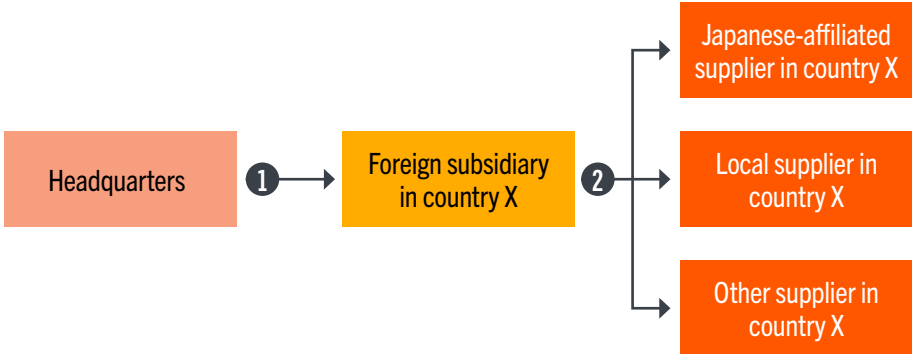 Headquarters
1
Foreign subsidiary
in country X
2
Japanese-affiliated
supplier in country X
Local supplier in
country X
Other supplier in
country X